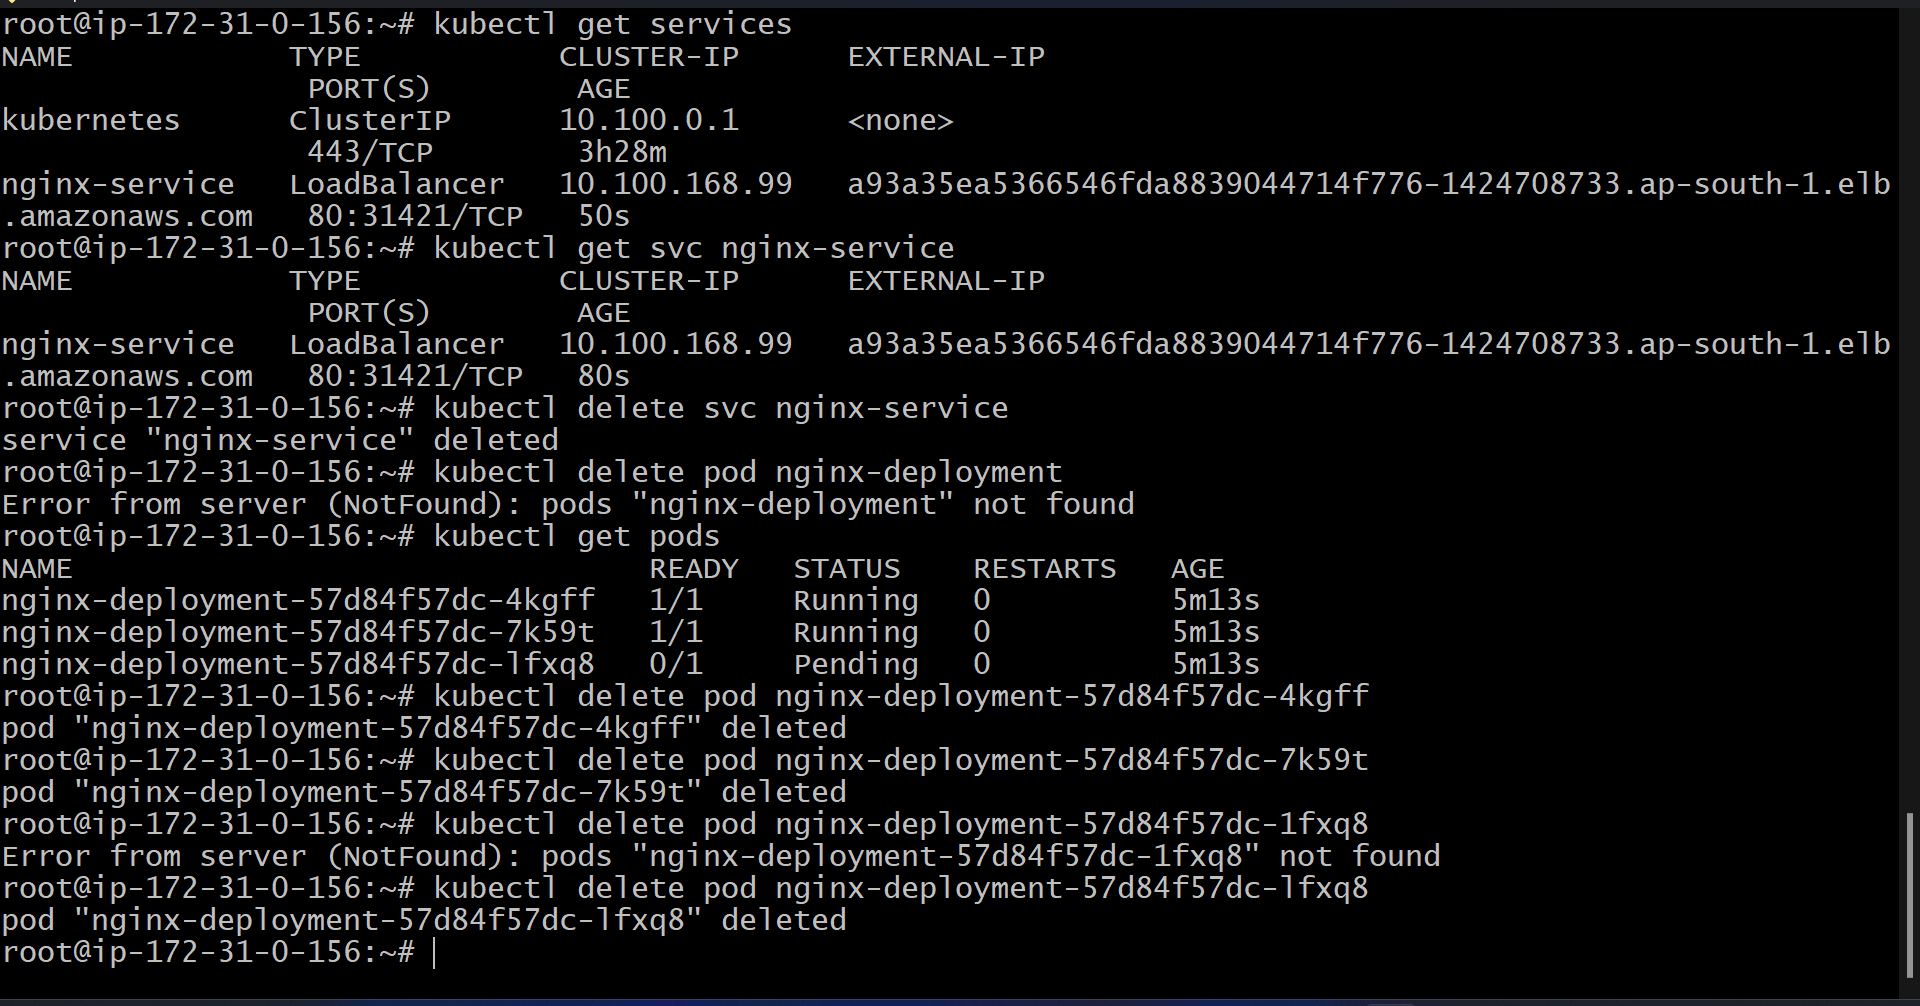 root@ip-172-31-0-156:~# kubectl get services
NAME            TYPE           CLUSTER-IP      EXTERNAL-IP
                 PORT(S)        AGE
kubernetes      ClusterIP      10.100.0.1      <none>
                 443/TCP        3h28m
nginx-service   LoadBalancer   10.100.168.99   a93a35ea5366546fda8839044714f776-1424708733.ap-south-1.elb
.amazonaws.com   80:31421/TCP   50s
root@ip-172-31-0-156:~# kubectl get svc nginx-service
NAME            TYPE           CLUSTER-IP      EXTERNAL-IP
                 PORT(S)        AGE
nginx-service   LoadBalancer   10.100.168.99   a93a35ea5366546fda8839044714f776-1424708733.ap-south-1.elb
.amazonaws.com   80:31421/TCP   80s
root@ip-172-31-0-156:~# kubectl delete svc nginx-service
service "nginx-service" deleted
root@ip-172-31-0-156:~# kubectl delete pod nginx-deployment
Error from server (NotFound): pods "nginx-deployment" not found
root@ip-172-31-0-156:~# kubectl get pods
NAME                                READY   STATUS    RESTARTS   AGE
nginx-deployment-57d84f57dc-4kgff   1/1     Running   0          5m13s
nginx-deployment-57d84f57dc-7k59t   1/1     Running   0          5m13s
nginx-deployment-57d84f57dc-lfxq8   0/1     Pending   0          5m13s
root@ip-172-31-0-156:~# kubectl delete pod nginx-deployment-57d84f57dc-4kgff
pod "nginx-deployment-57d84f57dc-4kgff" deleted
root@ip-172-31-0-156:~# kubectl delete pod nginx-deployment-57d84f57dc-7k59t
pod "nginx-deployment-57d84f57dc-7k59t" deleted
root@ip-172-31-0-156:~# kubectl delete pod nginx-deployment-57d84f57dc-1fxq8
Error from server (NotFound): pods "nginx-deployment-57d84f57dc-1fxq8" not found
root@ip-172-31-0-156:~# kubectl delete pod nginx-deployment-57d84f57dc-lfxq8
pod "nginx-deployment-57d84f57dc-lfxq8" deleted
root@ip-172-31-0-156:~#